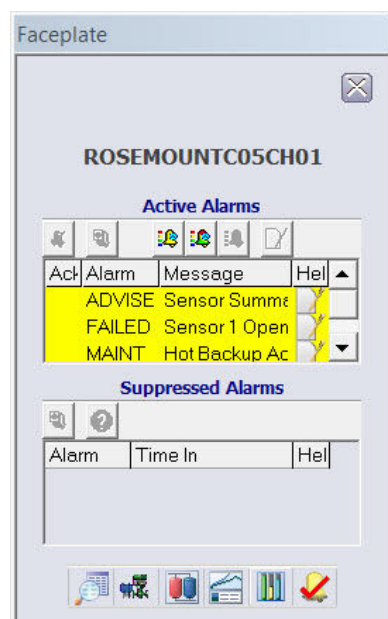 Faceplate
ROSEMOUNTC05CH01
Active Alarms
Ack Alarm Message Hel
ADVISE Sensor Summa
FAILED Sensor 1 Open
MAINT Hot Backup Ac
Suppressed Alarms
Alarm Time In Hel